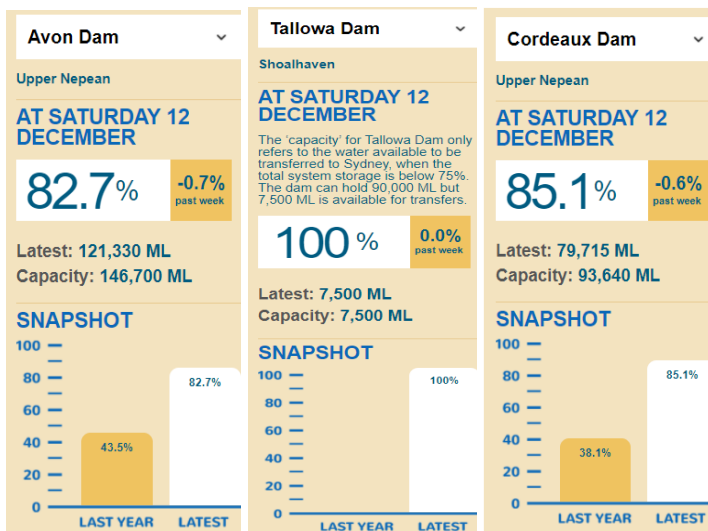 Avon Dam
Upper Nepean
AT SATURDAY 12
DECEMBER
82.7%
-0.7%
past week
Latest: 121,330 ML
Capacity: 146,700 ML
SNAPSHOT
100
80
60
40
20
0
43.5%
82.7%
LAST YEAR
LATEST
Tallowa Dam
Shoalhaven
AT SATURDAY 12
DECEMBER
The 'capacity' for Tallowa Dam only
refers to the water available to be
transferred to Sydney, when the
total system storage is below 75%.
The dam can hold 90,000 ML but
7,500 ML is available for transfers.
100 %
0.0%
past week
Latest: 7,500 ML
Capacity: 7,500 ML
SNAPSHOT
100
80
60
40
20
0
100%
LAST YEAR
LATEST
Cordeaux Dam
Upper Nepean
AT SATURDAY 12
DECEMBER
85.1%
-0.6%
past week
Latest: 79,715 ML
Capacity: 93,640 ML
SNAPSHOT
100
80
60
40
20
0
38.1%
85.1%
LAST YEAR
LATEST